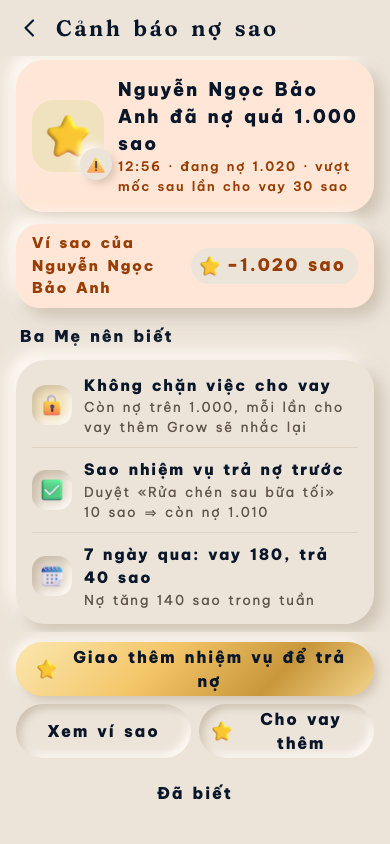 Cảnh báo nợ sao
Nguyễn Ngọc Bảo
Anh đã nợ quá 1.000
sao
12:56 · đang nợ 1.020 · vượt
mốc sau lần cho vay 30 sao
Ví sao của
Nguyễn Ngọc
Bảo Anh
−1.020 sao
Ba Mẹ nên biết
Không chặn việc cho vay
Còn nợ trên 1.000, mỗi lần cho
vay thêm Grow sẽ nhắc lại
Sao nhiệm vụ trả nợ trước
Duyệt «Rửa chén sau bữa tối»
10 sao ⇒ còn nợ 1.010
7 ngày qua: vay 180, trả
40 sao
Nợ tăng 140 sao trong tuần
Giao thêm nhiệm vụ để trả
nợ
Xem ví sao
Cho vay
thêm
Đã biết